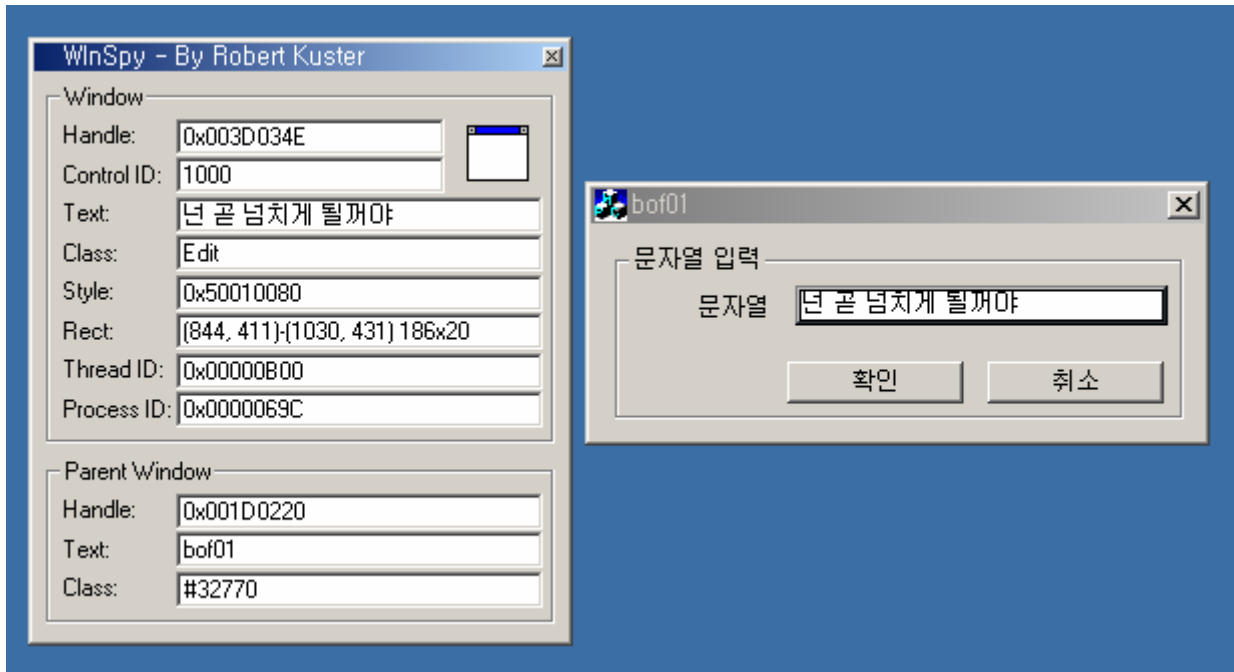 WInSpy - By Robert Kuster
Window
Handle: 0x003D034E
Control ID: 1000
Text: 넌 곧 넘치게 될꺼야
Class: Edit
Style: 0x50010080
Rect: (844, 411)-(1030, 431) 186x20
Thread ID: 0x00000B00
Process ID: 0x0000069C
Parent Window
Handle: 0x001D0220
Text: bof01
Class: #32770
bof01
문자열 입력
문자열 넌 곧 넘치게 될꺼야
확인 취소